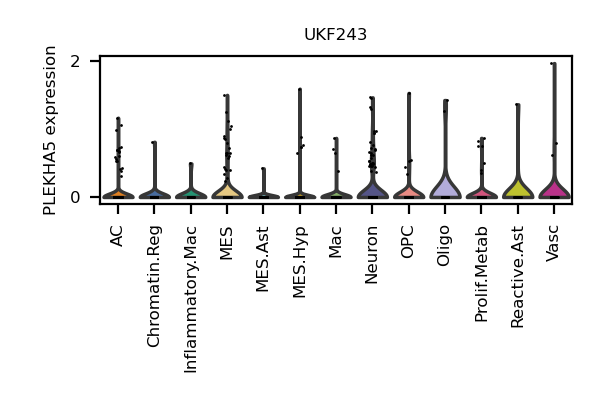 UKF243
PLEKHA5 expression
2
0
AC
Chromatin.Reg
Inflammatory.Mac
MES
MES.Ast
MES.Hyp
Mac
Neuron
OPC
Oligo
Prolif.Metab
Reactive.Ast
Vasc